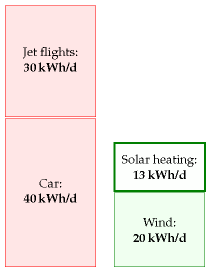 Jet flights:
30 kWh/d
Car:
40 kWh/d
Solar heating:
13 kWh/d
Wind:
20 kWh/d